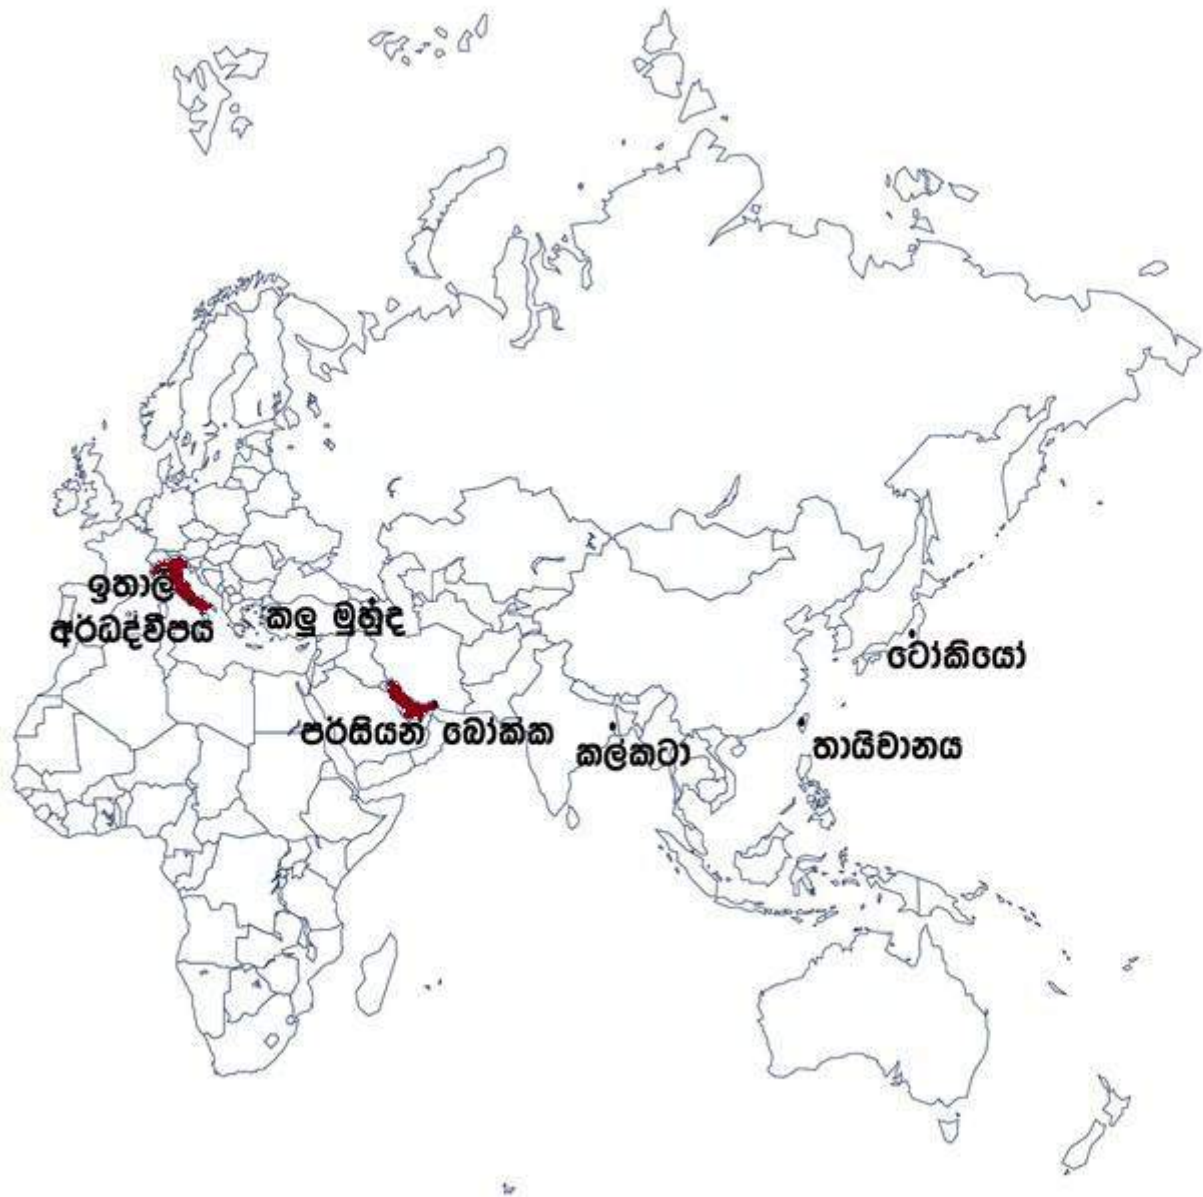 ඉතාලි
අර්ධද්වීපය
කලු මුහුද
ටෝකියෝ
පර්සියන් බෝක්ක
කල්කටා
තායිවානය